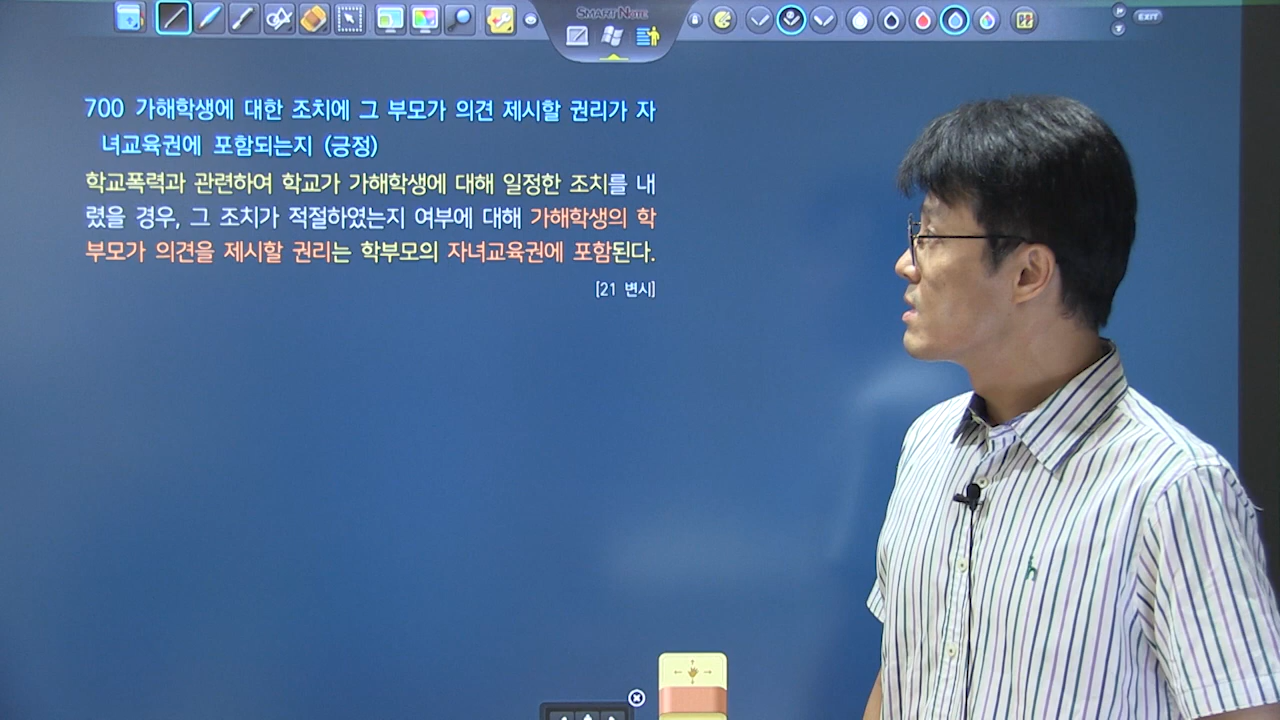 SMARTNOTE
EXIT
700 가해학생에 대한 조치에 그 부모가 의견 제시할 권리가 자
녀교육권에 포함되는지 (긍정)
학교폭력과 관련하여 학교가 가해학생에 대해 일정한 조치를 내
렸을 경우, 그 조치가 적절하였는지 여부에 대해 가해학생의 학
부모가 의견을 제시할 권리는 학부모의 자녀교육권에 포함된다.
[21 변시]